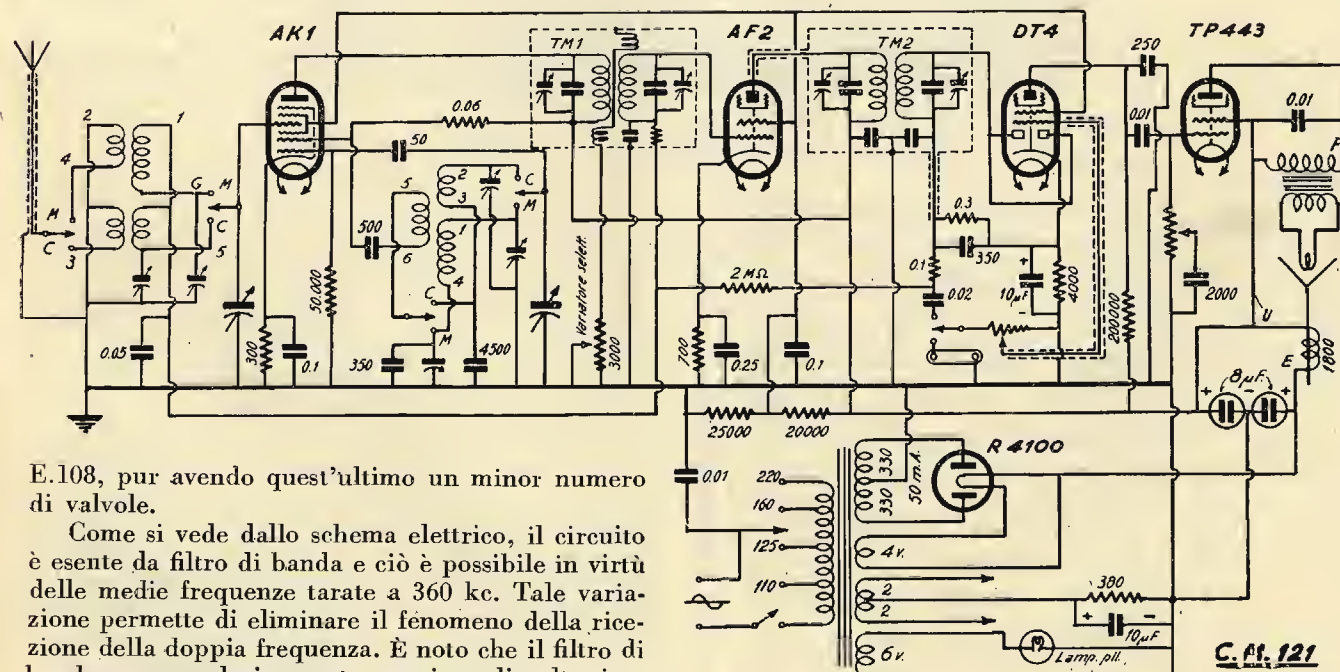 AK1
AF2
DT4
TP443
TM1
TM2
250
0.01
0.01
P
2
1
4
G
M
M
C
C
3
5
0.06
50
5
2
3
C
M
1
500
6
4
C
M
0.3
350
0.1
0.02
2 MΩ
+
10μF
-
4000
200000
2000
U
E
1800
0.05
300
0.1
50.000
350
4500
Variatore selett.
3000
700
0.25
0.1
8μF.
+ - +
25000
20000
R 4100
0.01
220
160
125
110
330
330
50 m.A.
4 v.
2
2
6 v.
380
+ -
10μF
Lamp. pil.
C.M. 121
E.108, pur avendo quest'ultimo un minor numero
di valvole.
Come si vede dallo schema elettrico, il circuito
è esente da filtro di banda e ciò è possibile in virtù
delle medie frequenze tarate a 360 kc. Tale varia-
zione permette di eliminare il fenomeno della rice-
zione della doppia frequenza. È noto che il filtro di